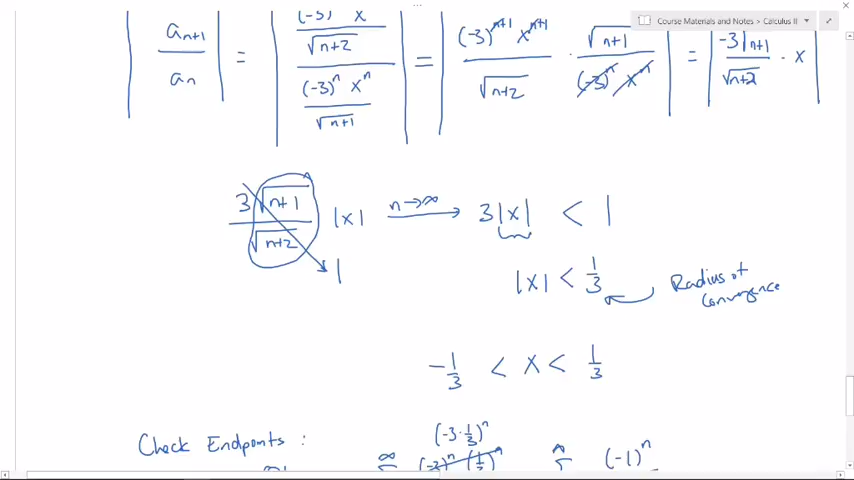 Course Materials and Notes > Calculus II
| a_{n+1} / a_n | = | ((-3) x / √(n+2)) / ((-3)^n x^n / √(n+1)) | = | (-3)^{n+1} x^{n+1} / √(n+2) · √(n+1) / ((-3)^n x^n) | = | -3√(n+1) / √(n+2) · x |
3√(n+1) / √(n+2) |x| n→∞ 3|x| < 1
1
|x| < 1/3
Radius of
Convergence
-1/3 < x < 1/3
Check Endpoints :
(-3·1/3)^n
∞ (-3)^n (1/3)^n
(-1)^n